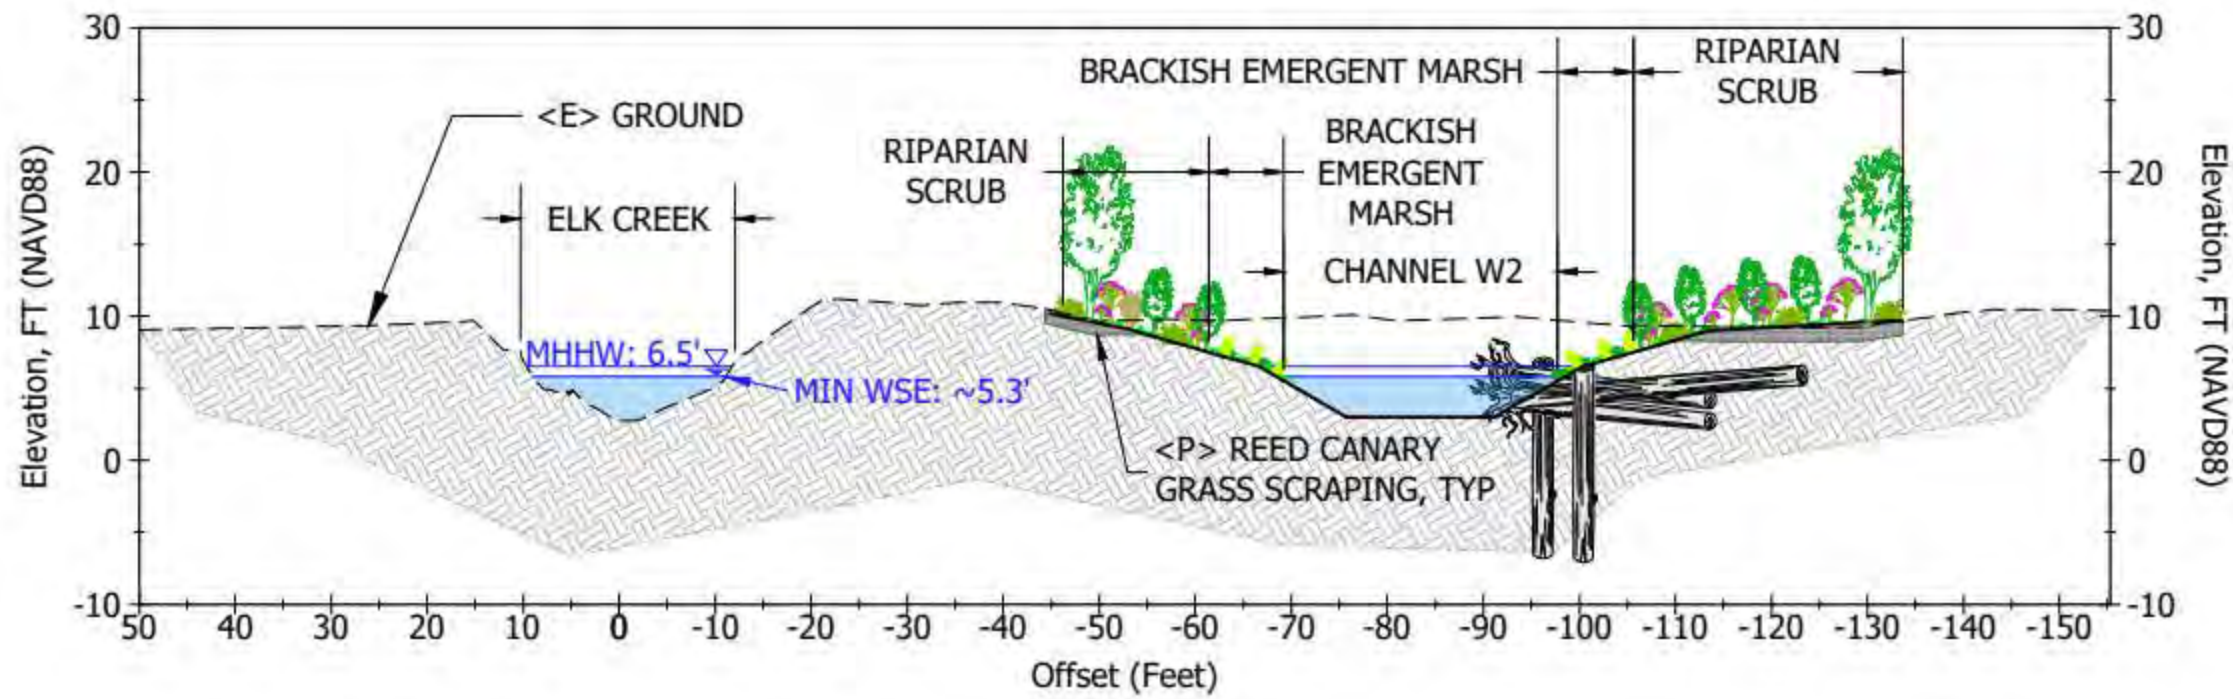 30
20
10
0
-10
Elevation, FT (NAVD88)
<E> GROUND
ELK CREEK
MHHW: 6.5'
MIN WSE: ~5.3'
RIPARIAN
SCRUB
BRACKISH EMERGENT MARSH
BRACKISH
EMERGENT
MARSH
CHANNEL W2
RIPARIAN
SCRUB
<P> REED CANARY
GRASS SCRAPING, TYP
30
20
10
0
-10
Elevation, FT (NAVD88)
50 40 30 20 10 0 -10 -20 -30 -40 -50 -60 -70 -80 -90 -100 -110 -120 -130 -140 -150
Offset (Feet)